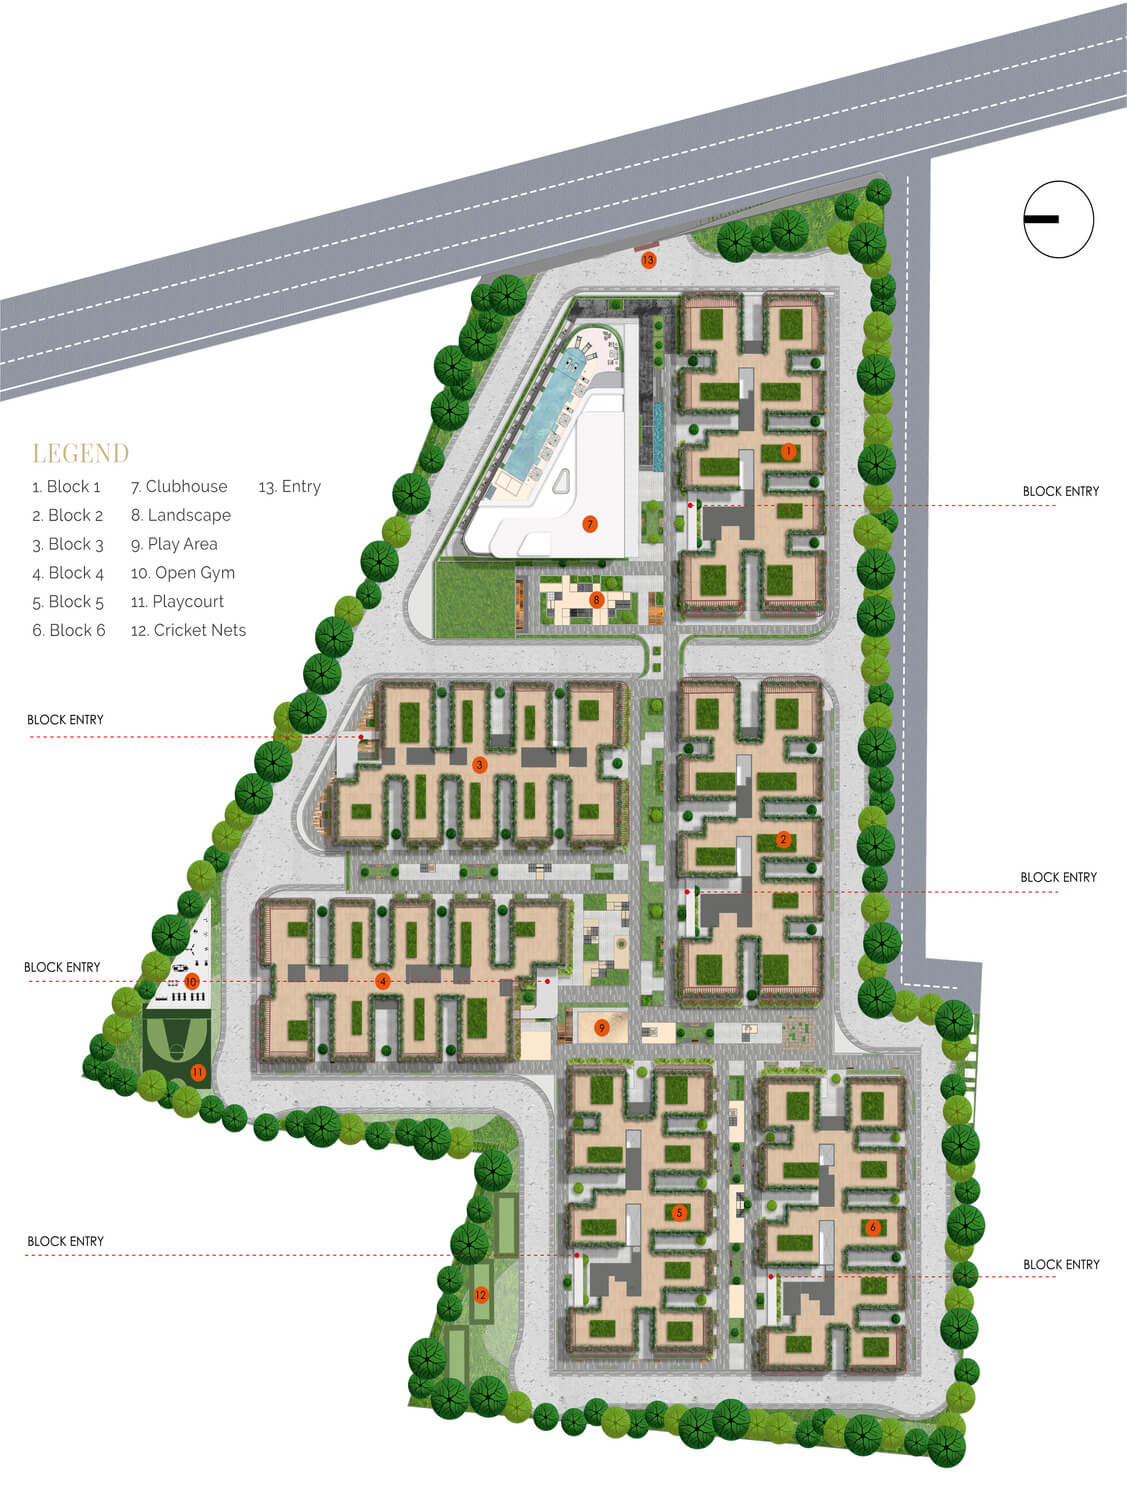 13
1
BLOCK ENTRY
LEGEND
1. Block 1 7. Clubhouse 13. Entry
2. Block 2 8. Landscape
3. Block 3 9. Play Area
4. Block 4 10. Open Gym
5. Block 5 11. Playcourt
6. Block 6 12. Cricket Nets
7
8
BLOCK ENTRY
3
2
BLOCK ENTRY
BLOCK ENTRY
10
4
9
11
5
6
BLOCK ENTRY
BLOCK ENTRY
12